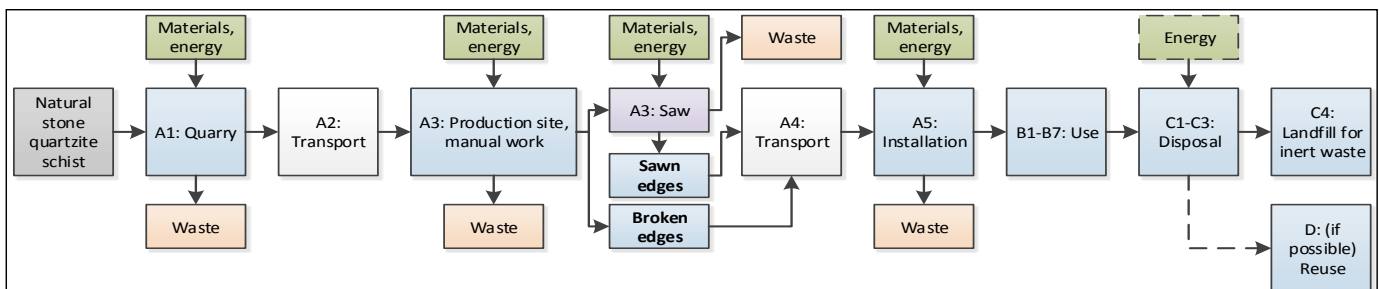 Materials,
energy
Materials,
energy
Materials,
energy
Waste
Materials,
energy
Energy
Natural
stone
quartzite
schist
A1: Quarry
A2:
Transport
A3: Production site,
manual work
A3: Saw
Sawn
edges
Broken
edges
A4:
Transport
A5:
Installation
B1-B7: Use
C1-C3:
Disposal
C4:
Landfill for
inert waste
Waste
Waste
Waste
D: (if
possible)
Reuse